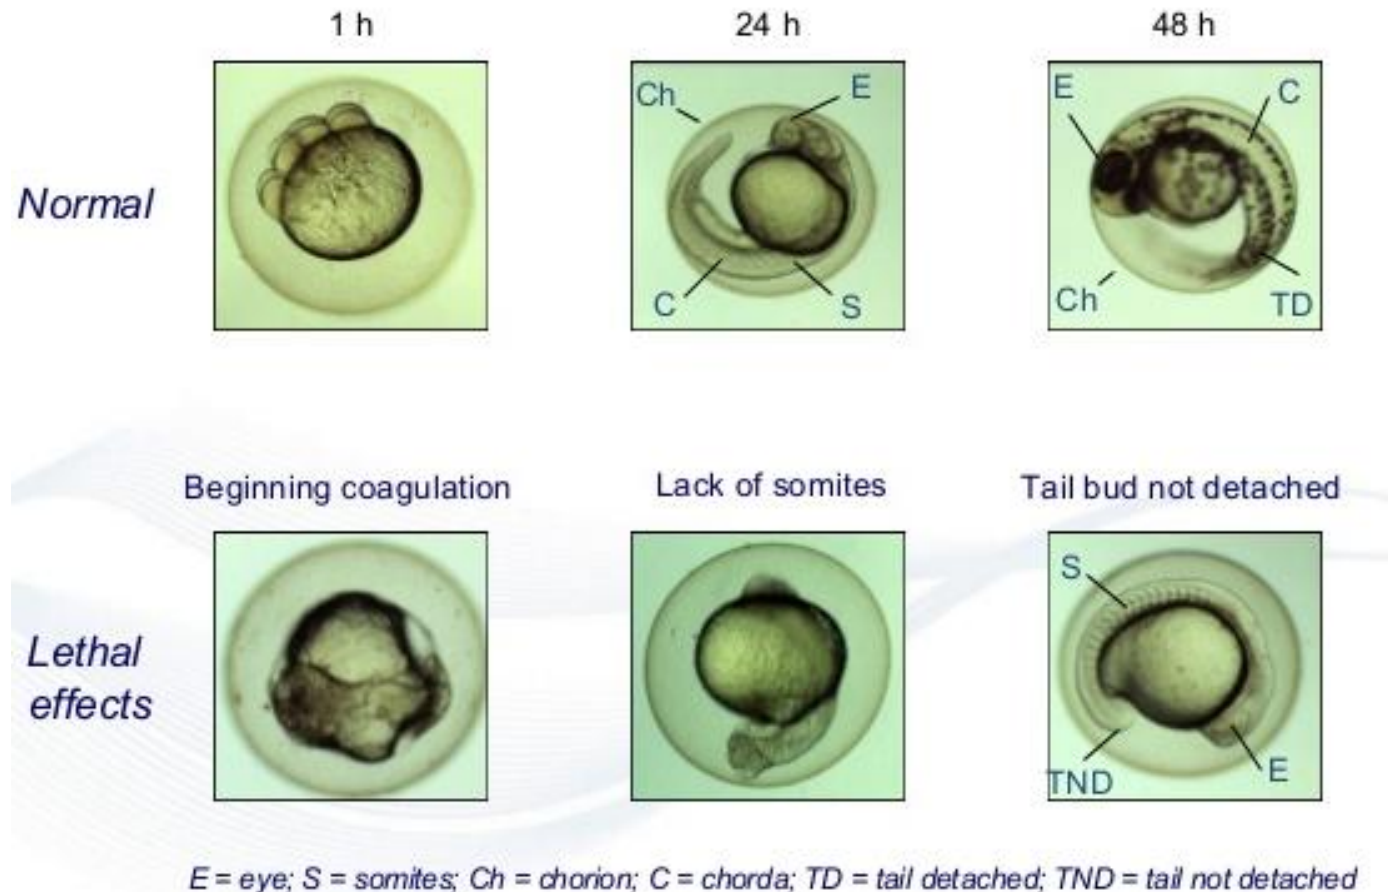 1 h 24 h 48 h
Normal
Ch E
C S
E C
Ch TD
Beginning coagulation Lack of somites Tail bud not detached
Lethal
effects
S
TND E
E = eye; S = somites; Ch = chorion; C = chorda; TD = tail detached; TND = tail not detached